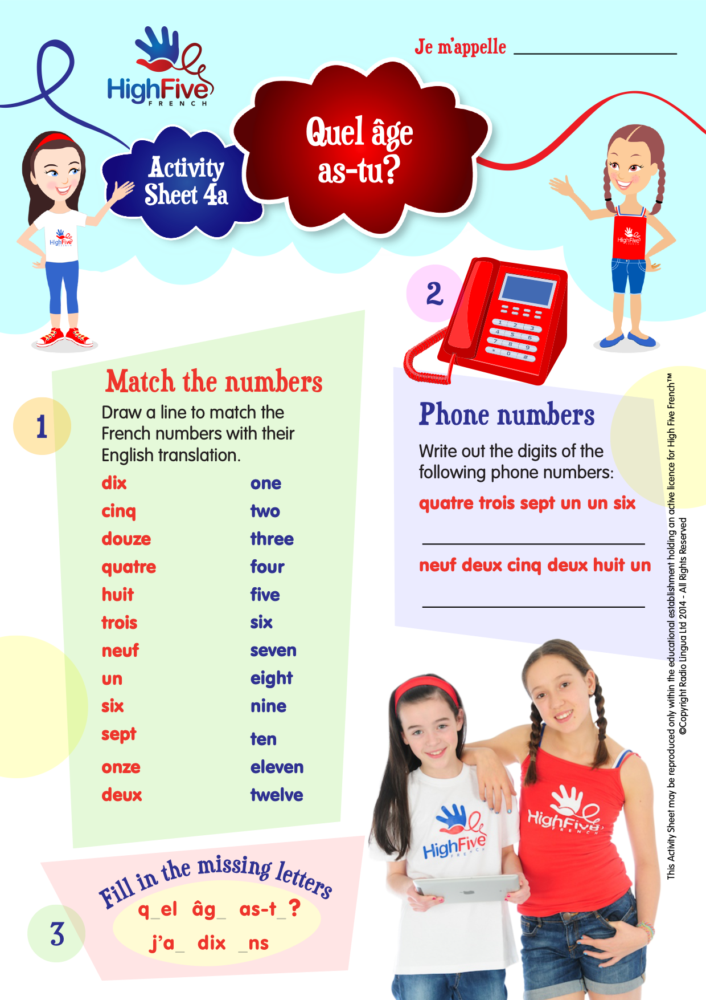 Je m'appelle
HighFive
FRENCH
Quel âge
as-tu?
Activity
Sheet 4a
HighFive
FRENCH
HighFive
FRENCH
1
Match the numbers
Draw a line to match the
French numbers with their
English translation.
dix one
cinq two
douze three
quatre four
huit five
trois six
neuf seven
un eight
six nine
sept ten
onze eleven
deux twelve
2
1 2 3
4 5 6
7 8 9
* 0 #
Phone numbers
Write out the digits of the
following phone numbers:
quatre trois sept un un six
neuf deux cinq deux huit un
HighFive
FRENCH
HighFive
FRENCH
3
Fill in the missing letters
q_el âg_ as-t_?
j'a_ dix _ns
This Activity Sheet may be reproduced only within the educational establishment holding an active licence for High Five French™
©Copyright Radio Lingua Ltd 2014 - All Rights Reserved